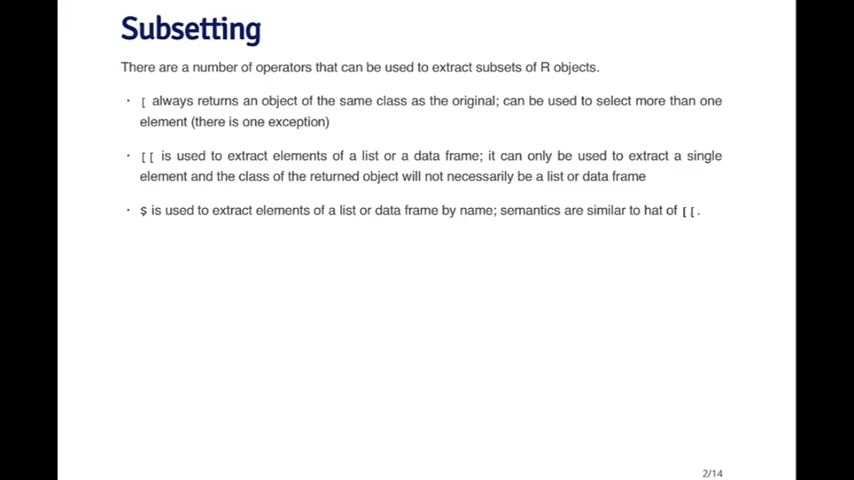 Subsetting
There are a number of operators that can be used to extract subsets of R objects.
· [ always returns an object of the same class as the original; can be used to select more than one
element (there is one exception)
· [[ is used to extract elements of a list or a data frame; it can only be used to extract a single
element and the class of the returned object will not necessarily be a list or data frame
· $ is used to extract elements of a list or data frame by name; semantics are similar to hat of [[.
2/14